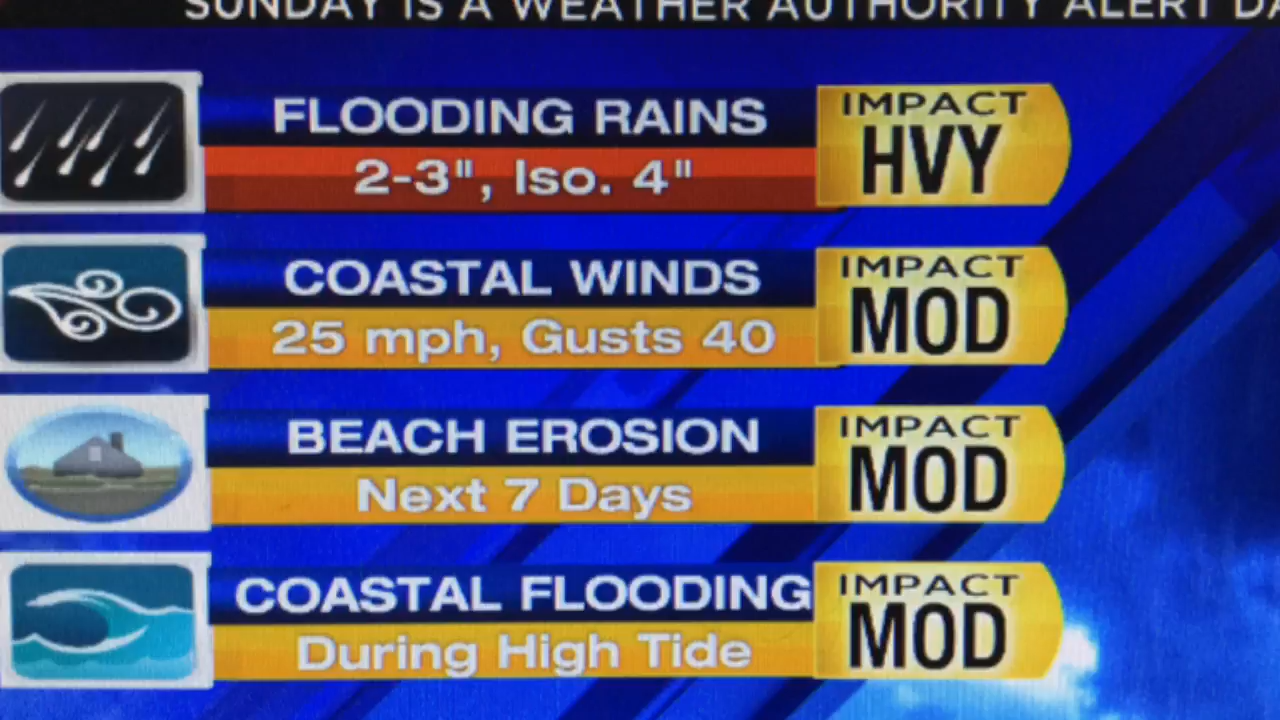 SUNDAY IS A WEATHER AUTHORITY ALERT DA
FLOODING RAINS
2-3", Iso. 4"
IMPACT
HVY
COASTAL WINDS
25 mph, Gusts 40
IMPACT
MOD
BEACH EROSION
Next 7 Days
IMPACT
MOD
COASTAL FLOODING
During High Tide
IMPACT
MOD